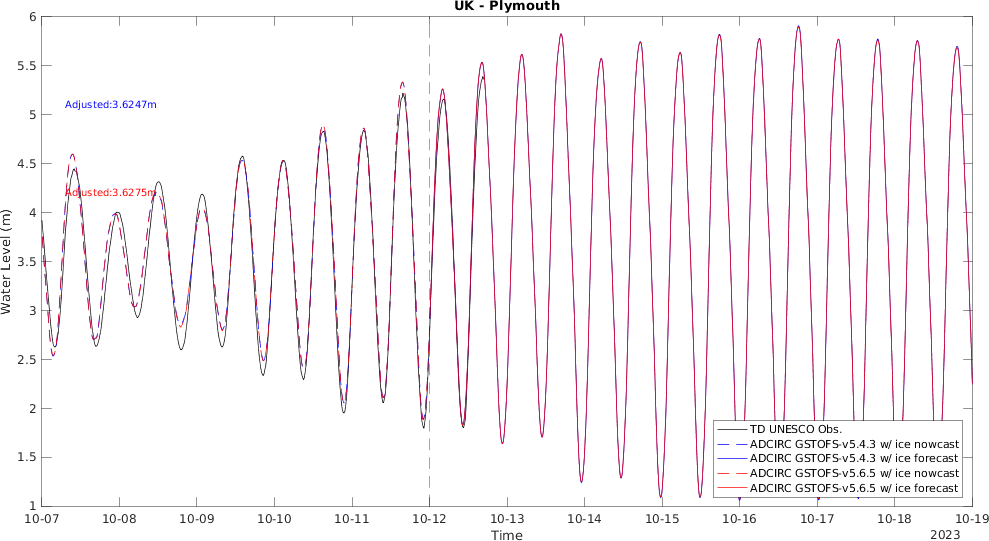 UK - Plymouth
6
5.5
5
4.5
4
3.5
3
2.5
2
1.5
1
Water Level (m)
Adjusted:3.6247m
Adjusted:3.6275m
TD UNESCO Obs.
ADCIRC GSTOFS-v5.4.3 w/ ice nowcast
ADCIRC GSTOFS-v5.4.3 w/ ice forecast
ADCIRC GSTOFS-v5.6.5 w/ ice nowcast
ADCIRC GSTOFS-v5.6.5 w/ ice forecast
10-07 10-08 10-09 10-10 10-11 10-12 10-13 10-14 10-15 10-16 10-17 10-18 10-19
Time
2023